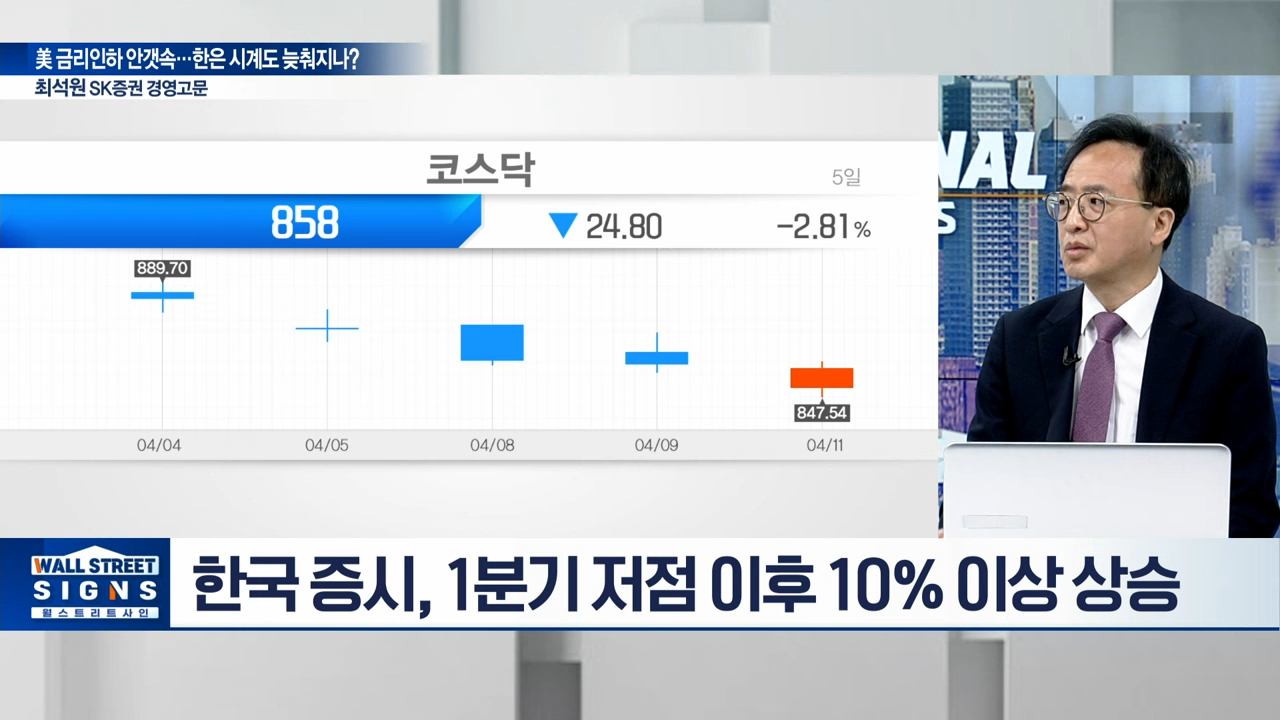 美 금리인하 안갯속…한은 시계도 늦춰지나?
최석원 SK증권 경영고문
코스닥
5일
858 ▼ 24.80 -2.81%
889.70
847.54
04/04 04/05 04/08 04/09 04/11
NAL
S
WALL STREET
SIGNS
월스트리트사인
한국 증시, 1분기 저점 이후 10% 이상 상승